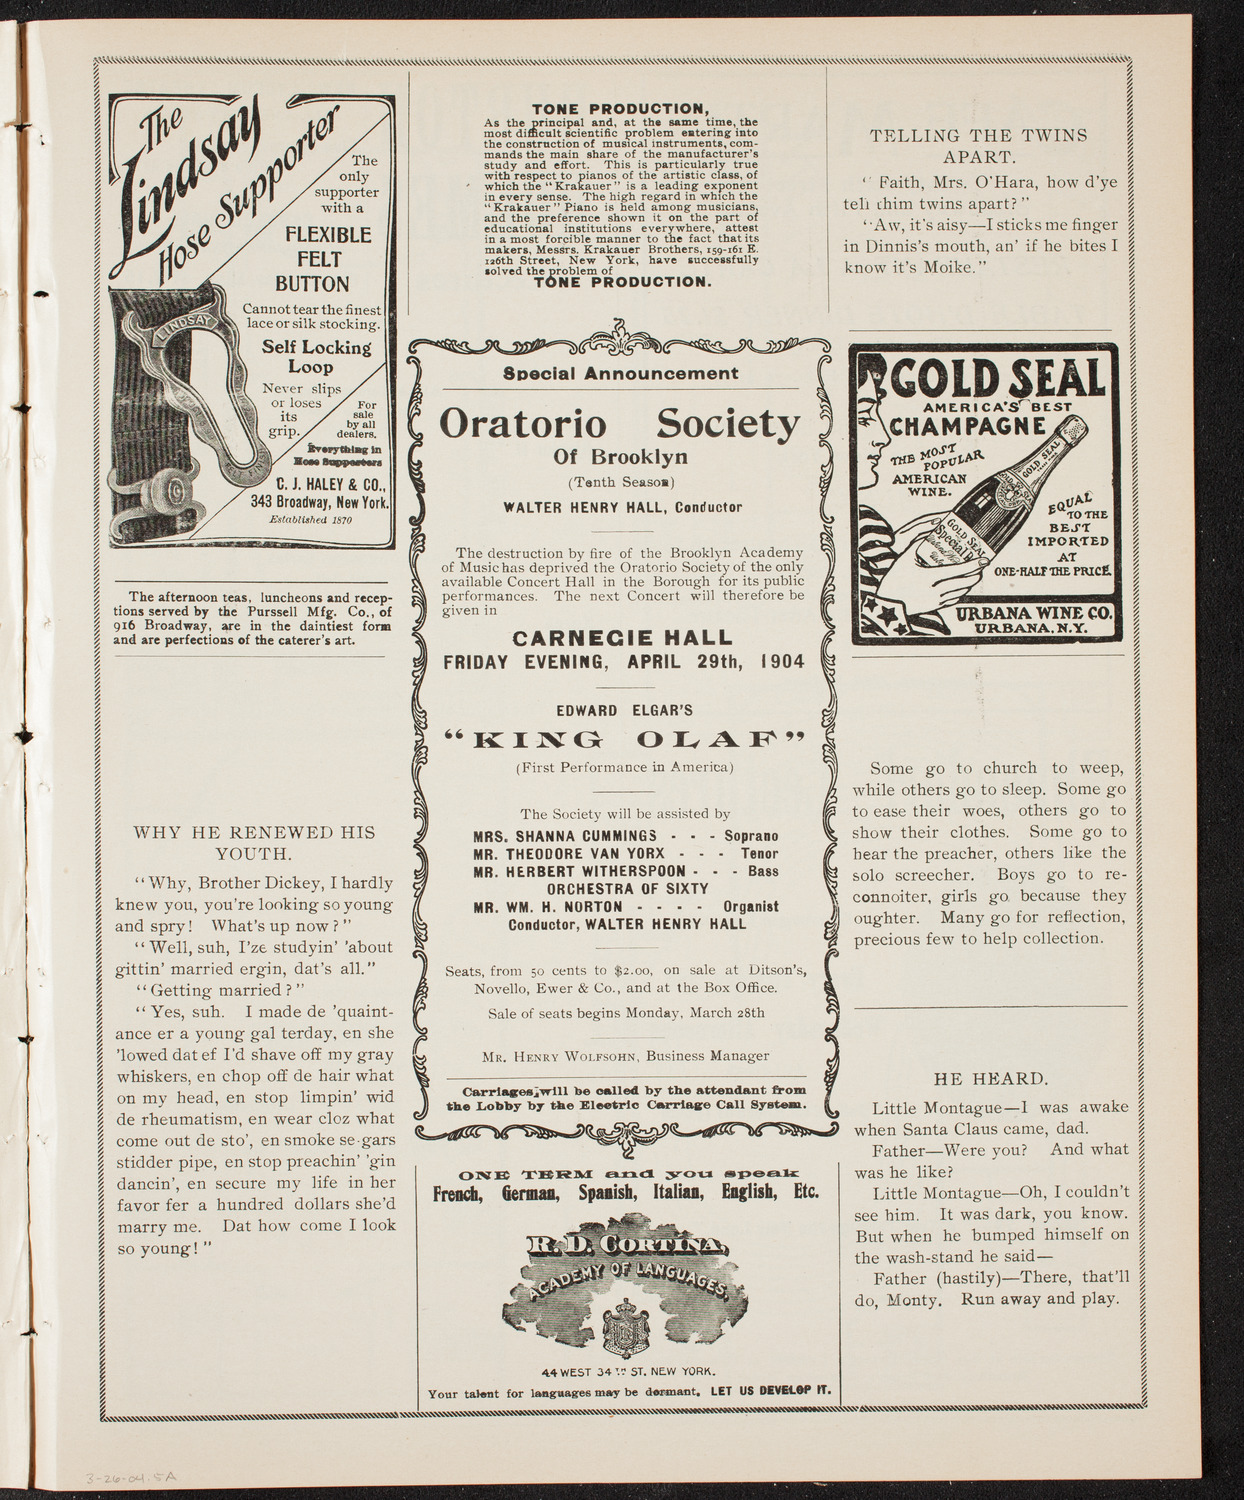 The
Lindsay
Hose Supporter
The
only
supporter
with a
FLEXIBLE
FELT
BUTTON
Cannot tear the finest
lace or silk stocking.
Self Locking
Loop
Never slips
or loses
its
grip.
For
sale
by all
dealers.
Everything in
Hose Supporters
C. J. HALEY & CO.,
343 Broadway, New York.
Established 1870
LINDSAY
The afternoon teas, luncheons and recep-
tions served by the Purssell Mfg. Co., of
916 Broadway, are in the daintiest form
and are perfections of the caterer's art.
WHY HE RENEWED HIS
YOUTH.
"Why, Brother Dickey, I hardly
knew you, you're looking so young
and spry! What's up now?"
"Well, suh, I'ze studyin' 'about
gittin' married ergin, dat's all."
"Getting married?"
"Yes, suh. I made de 'quaint-
ance er a young gal terday, en she
'lowed dat ef I'd shave off my gray
whiskers, en chop off de hair what
on my head, en stop limpin' wid
de rheumatism, en wear cloz what
come out de sto', en smoke se-gars
stidder pipe, en stop preachin' 'gin
dancin', en secure my life in her
favor fer a hundred dollars she'd
marry me. Dat how come I look
so young!"
TONE PRODUCTION,
As the principal and, at the same time, the
most difficult scientific problem entering into
the construction of musical instruments, com-
mands the main share of the manufacturer's
study and effort. This is particularly true
with respect to pianos of the artistic class, of
which the "Krakauer" is a leading exponent
in every sense. The high regard in which the
"Krakauer" Piano is held among musicians,
and the preference shown it on the part of
educational institutions everywhere, attest
in a most forcible manner to the fact that its
makers, Messrs. Krakauer Brothers, 159-161 E.
126th Street, New York, have successfully
solved the problem of
TONE PRODUCTION.
Special Announcement
Oratorio Society
Of Brooklyn
(Tenth Season)
WALTER HENRY HALL, Conductor
The destruction by fire of the Brooklyn Academy
of Music has deprived the Oratorio Society of the only
available Concert Hall in the Borough for its public
performances. The next Concert will therefore be
given in
CARNEGIE HALL
FRIDAY EVENING, APRIL 29th, 1904
EDWARD ELGAR'S
"KING OLAF"
(First Performance in America)
The Society will be assisted by
MRS. SHANNA CUMMINGS - - - Soprano
MR. THEODORE VAN YORX - - - Tenor
MR. HERBERT WITHERSPOON - - - Bass
ORCHESTRA OF SIXTY
MR. WM. H. NORTON - - - - Organist
Conductor, WALTER HENRY HALL
Seats, from 50 cents to $2.00, on sale at Ditson's,
Novello, Ewer & Co., and at the Box Office.
Sale of seats begins Monday, March 28th
MR. HENRY WOLFSOHN, Business Manager
Carriages will be called by the attendant from
the Lobby by the Electric Carriage Call System.
ONE TERM and you speak
French, German, Spanish, Italian, English, Etc.
R. D. CORTINA,
ACADEMY OF LANGUAGES,
44 WEST 34TH ST. NEW YORK.
Your talent for languages may be dormant, LET US DEVELOP IT.
TELLING THE TWINS
APART.
"Faith, Mrs. O'Hara, how d'ye
tell thim twins apart?"
"Aw, it's aisy—I sticks me finger
in Dinnis's mouth, an' if he bites I
know it's Moike."
GOLD SEAL
AMERICA'S BEST
CHAMPAGNE
THE MOST
POPULAR
AMERICAN
WINE.
GOLD SEAL
GOLD SEAL
Special Dry
EQUAL
TO THE
BEST
IMPORTED
AT
ONE-HALF THE PRICE.
URBANA WINE CO.
URBANA, N.Y.
Some go to church to weep,
while others go to sleep. Some go
to ease their woes, others go to
show their clothes. Some go to
hear the preacher, others like the
solo screecher. Boys go to re-
connoiter, girls go because they
oughter. Many go for reflection,
precious few to help collection.
HE HEARD.
Little Montague—I was awake
when Santa Claus came, dad.
Father—Were you? And what
was he like?
Little Montague—Oh, I couldn't
see him. It was dark, you know.
But when he bumped himself on
the wash-stand he said—
Father (hastily)—There, that'll
do, Monty. Run away and play.
3-26-04.5A